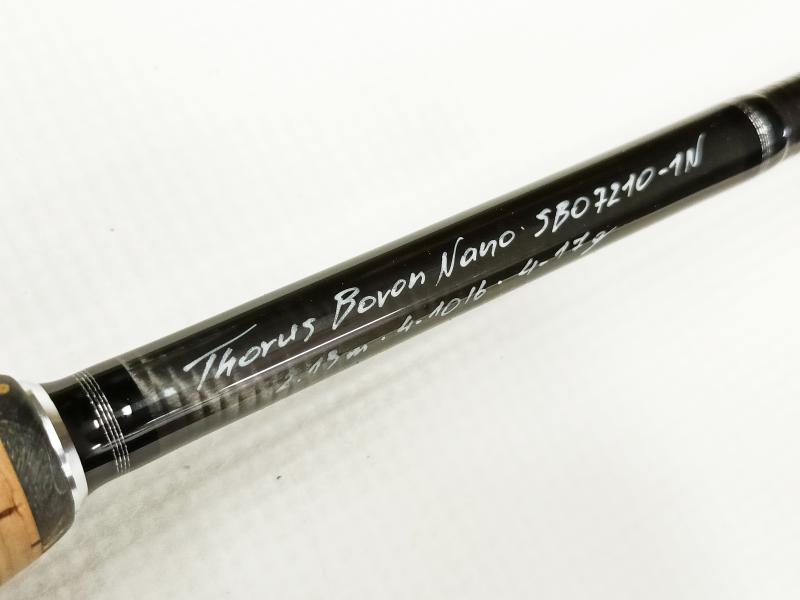 Thorus Boron Nano SBO7210-1N
2.13m · 4-10lb · 4-17g